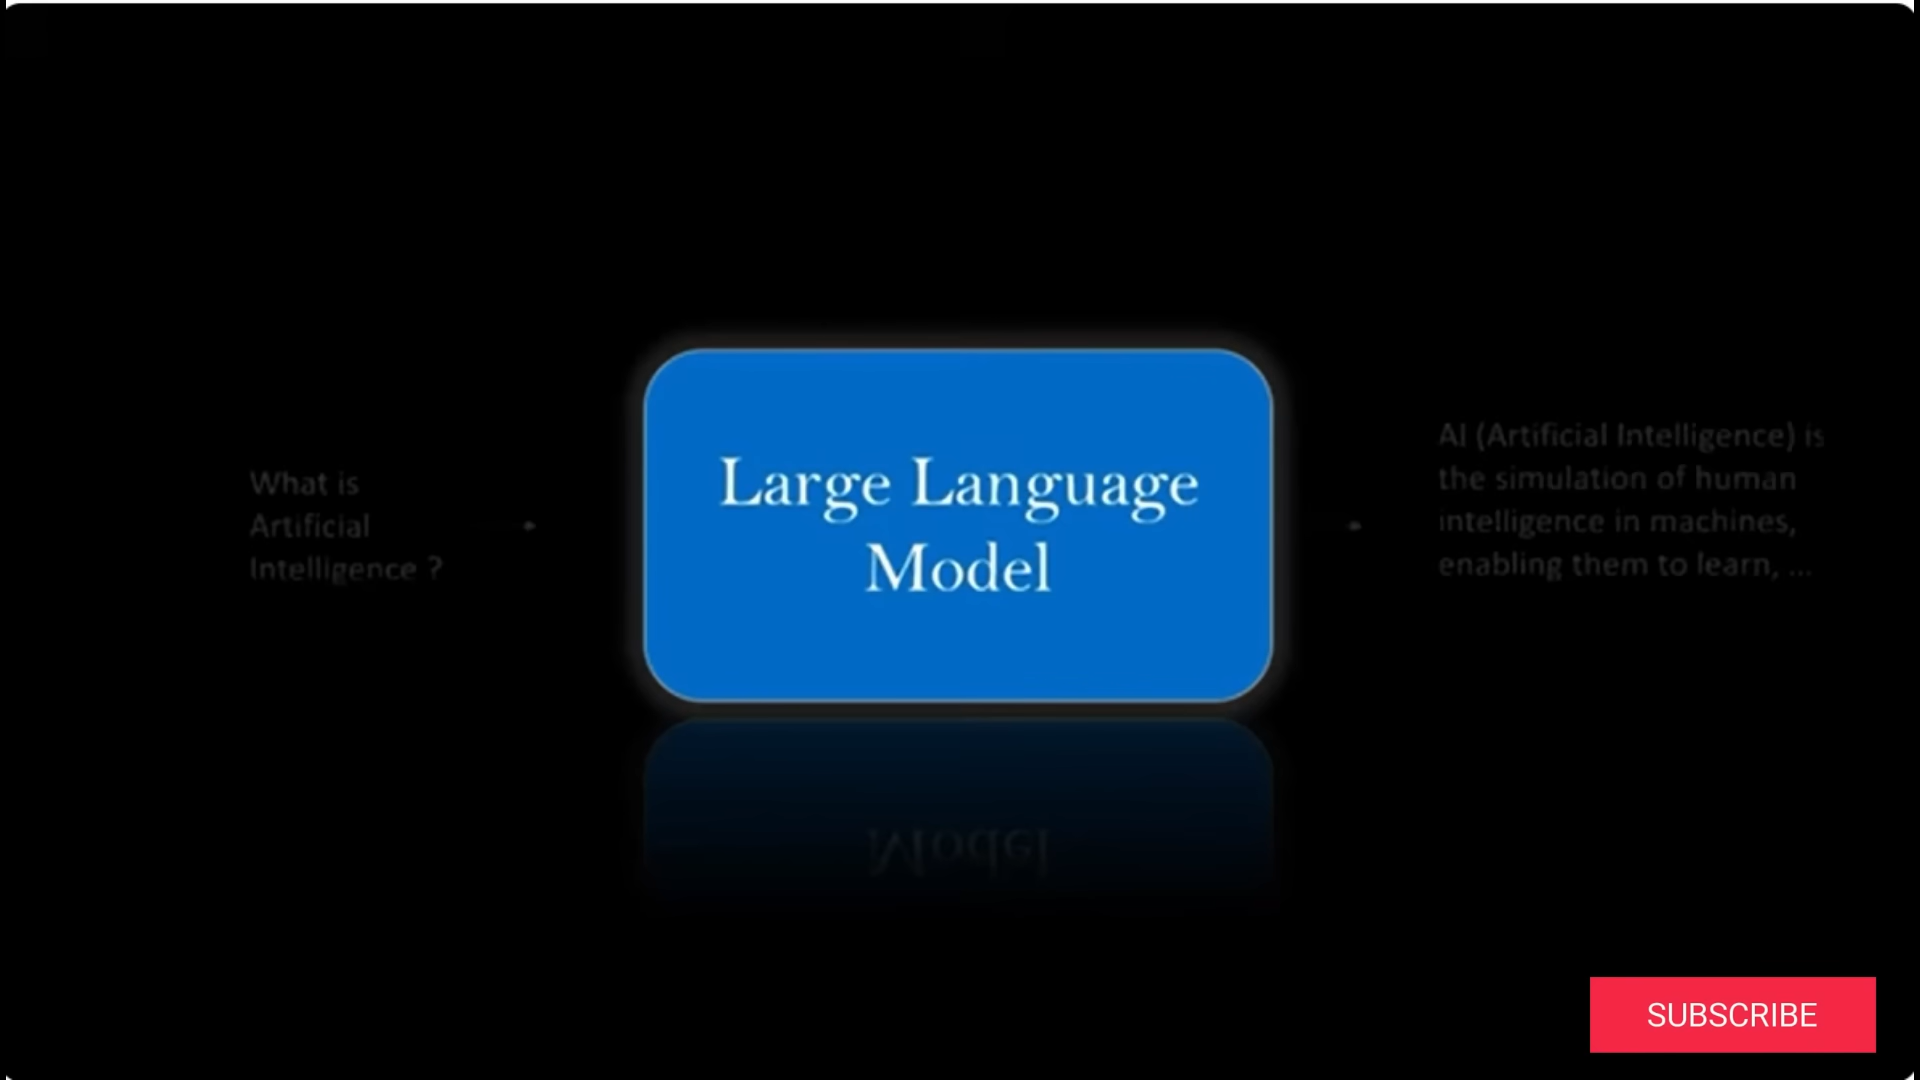 What is
Artificial
Intelligence ?
Large Language
Model
AI (Artificial Intelligence) is
the simulation of human
intelligence in machines,
enabling them to learn, ...
Model
SUBSCRIBE